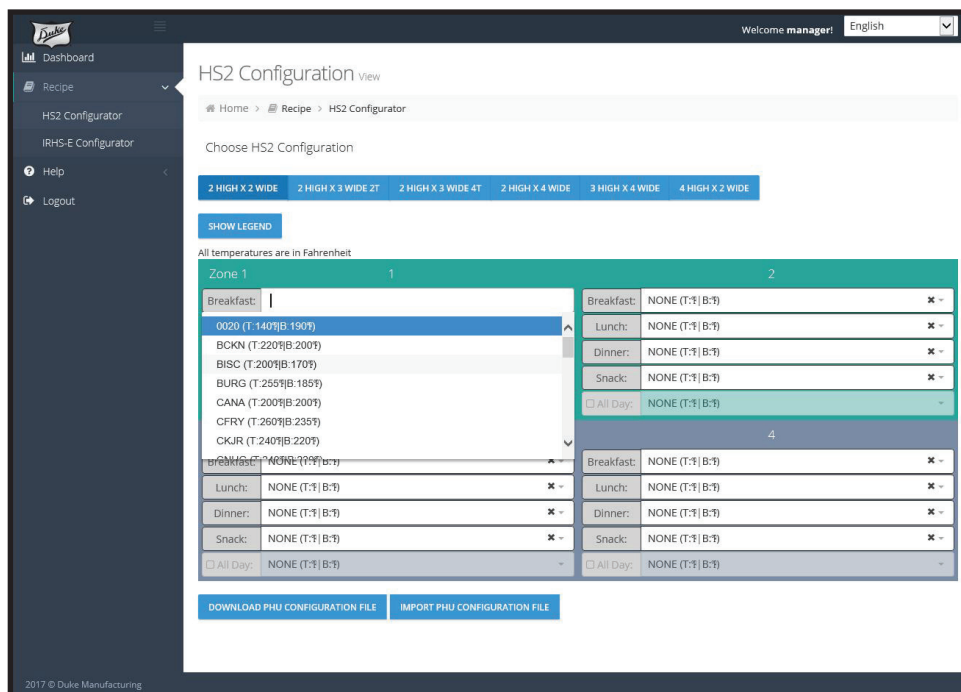 Duke
Welcome manager!
English
Dashboard
Recipe
HS2 Configurator
IRHS-E Configurator
Help
Logout
HS2 Configuration View
Home > Recipe > HS2 Configurator
Choose HS2 Configuration
2 HIGH X 2 WIDE 2 HIGH X 3 WIDE 2T 2 HIGH X 3 WIDE 4T 2 HIGH X 4 WIDE 3 HIGH X 4 WIDE 4 HIGH X 2 WIDE
SHOW LEGEND
All temperatures are in Fahrenheit
Zone 1 1
Breakfast:
0020 (T:140°F|B:190°F)
BCKN (T:220°F|B:200°F)
BISC (T:200°F|B:170°F)
BURG (T:255°F|B:185°F)
CANA (T:200°F|B:200°F)
CFRY (T:260°F|B:235°F)
CKJR (T:240°F|B:220°F)
2
Breakfast: NONE (T:°F| B:°F)
Lunch: NONE (T:°F| B:°F)
Dinner: NONE (T:°F| B:°F)
Snack: NONE (T:°F| B:°F)
All Day: NONE (T:°F| B:°F)
Breakfast: NONE (T:°F| B:°F)
Lunch: NONE (T:°F| B:°F)
Dinner: NONE (T:°F| B:°F)
Snack: NONE (T:°F| B:°F)
All Day: NONE (T:°F| B:°F)
4
Breakfast: NONE (T:°F| B:°F)
Lunch: NONE (T:°F| B:°F)
Dinner: NONE (T:°F| B:°F)
Snack: NONE (T:°F| B:°F)
All Day: NONE (T:°F| B:°F)
DOWNLOAD PHU CONFIGURATION FILE IMPORT PHU CONFIGURATION FILE
2017 © Duke Manufacturing